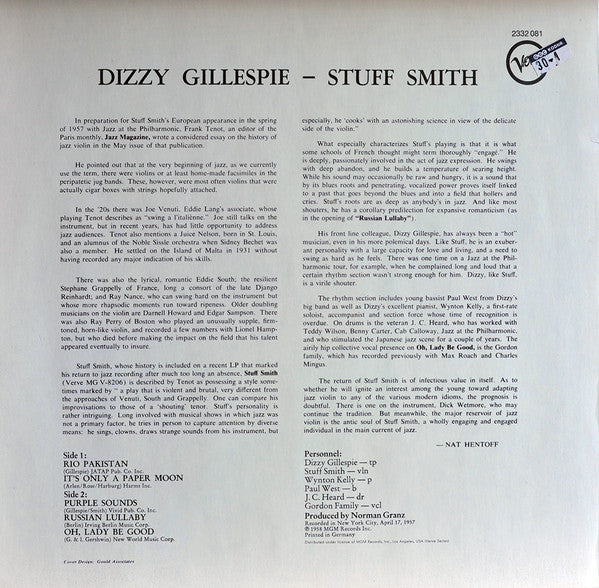 2332 081
Verve
30-1
DIZZY GILLESPIE – STUFF SMITH
In preparation for Stuff Smith's European appearance in the spring
of 1957 with Jazz at the Philharmonic, Frank Tenot, an editor of the
Paris monthly, Jazz Magazine, wrote a considered essay on the history of
jazz violin in the May issue of that publication.
He pointed out that at the very beginning of jazz, as we currently
use the term, there were violins or at least home-made facsimiles in the
peripatetic jug bands. These, however, were most often violins that were
actually cigar boxes with strings hopefully attached.
In the '20s there was Joe Venuti, Eddie Lang's associate, whose
playing Tenot describes as "swing a l'italiènne." Joe still talks on the
instrument, but in recent years, has had little opportunity to address
jazz audiences. Tenot also mentions a Juice Nelson, born in St. Louis,
and an alumnus of the Noble Sissle orchestra when Sidney Bechet was
also a member. He settled on the Island of Malta in 1931 without
having recorded any major indication of his skills.
There was also the lyrical, romantic Eddie South; the resilient
Stephane Grappelly of France, long a consort of the late Django
Reinhardt; and Ray Nance, who can swing hard on the instrument but
whose more rhapsodic moments run toward ripeness. Older doubling
musicians on the violin are Darnell Howard and Edgar Sampson. There
was also Ray Perry of Boston who played an unusually supple, firm-
toned, horn-like violin, and recorded a few numbers with Lionel Hamp-
ton, but who died before making the impact on the field that his talent
appeared eventually to insure.
Stuff Smith, whose history is included on a recent LP that marked
his return to jazz recording after much too long an absence, Stuff Smith
(Verve MG V-8206) is described by Tenot as possessing a style some-
times marked by " a play that is violent and brutal, very different from
the approaches of Venuti, South and Grappelly. One can compare his
improvisations to those of a 'shouting' tenor. Stuff's personality is
rather intriguing. Long involved with musical shows in which jazz was
not a primary factor, he tries in person to capture attention by diverse
means: he sings, clowns, draws strange sounds from his instrument, but
especially, he 'cooks' with an astonishing science in view of the delicate
side of the violin."
What especially characterizes Stuff's playing is that it is what
some schools of French thought might term thoroughly "engagé." He
is deeply, passionately involved in the act of jazz expression. He swings
with deep abandon, and he builds a temperature of searing height.
While his sound may occasionally be raw and hungry, it is a sound that
by its blues roots and penetrating, vocalized power proves itself linked
to a past that goes beyond the blues and into a field that hollers and
cries. Stuff's roots are as deep as anybody's in jazz. And like most
shouters, he has a corollary predilection for expansive romanticism (as
in the opening of "Russian Lullaby").
His front line colleague, Dizzy Gillespie, has always been a "hot"
musician, even in his more polemical days. Like Stuff, he is an exuber-
ant personality with a large capacity for love and living, and a need to
swing as hard as he feels. There was one time on a Jazz at the Phil-
harmonic tour, for example, when he complained long and loud that a
certain rhythm section wasn't strong enough for him. Dizzy, like Stuff,
is a virile shouter.
The rhythm section includes young bassist Paul West from Dizzy's
big band as well as Dizzy's excellent pianist, Wynton Kelly, a first-rate
soloist, accompanist and section force whose time of recognition is
overdue. On drums is the veteran J. C. Heard, who has worked with
Teddy Wilson, Benny Carter, Cab Calloway, Jazz at the Philharmonic,
and who stimulated the Japanese jazz scene for a couple of years. The
airily hip collective vocal presence on Oh, Lady Be Good, is the Gordon
family, which has recorded previously with Max Roach and Charles
Mingus.
The return of Stuff Smith is of infectious value in itself. As to
whether he will ignite an interest among the young toward adapting
jazz violin to any of the various modern idioms, the prognosis is
doubtful. There is one on the instrument, Dick Wetmore, who may
continue the tradition. But meanwhile, the major reservoir of jazz
violin is the antic soul of Stuff Smith, a wholly engaging and engaged
individual in the main current of jazz.
— NAT HENTOFF
Side 1:
RIO PAKISTAN
(Gillespie) JATAP Pub. Co. Inc.
IT'S ONLY A PAPER MOON
(Arlen/Rose/Harburg) Harms Inc.
Side 2:
PURPLE SOUNDS
(Gillespie/Smith) Vivid Pub. Co. Inc.
RUSSIAN LULLABY
(Berlin) Irving Berlin Music Corp.
OH, LADY BE GOOD
(G. & I. Gershwin) New World Music Corp.
Personnel:
Dizzy Gillespie — tp
Stuff Smith — vln
Wynton Kelly — p
Paul West — b
J. C. Heard — dr
Gordon Family — vcl
Produced by Norman Granz
Recorded in New York City, April 17, 1957
℗ 1958 MGM Records Inc.
Printed in Germany
Distributed under licence of MGM Records, Inc., Los Angeles, USA (Verve Series)
Cover Design: Gould Associates